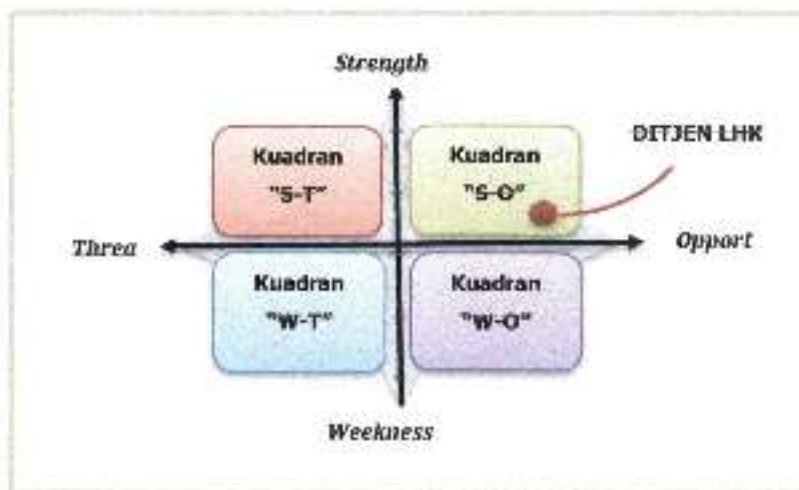 Strength
DITJEN LHK
Kuadran
"S-T"
Kuadran
"S-O"
Threa
Opport
Kuadran
"W-T"
Kuadran
"W-O"
Weekness